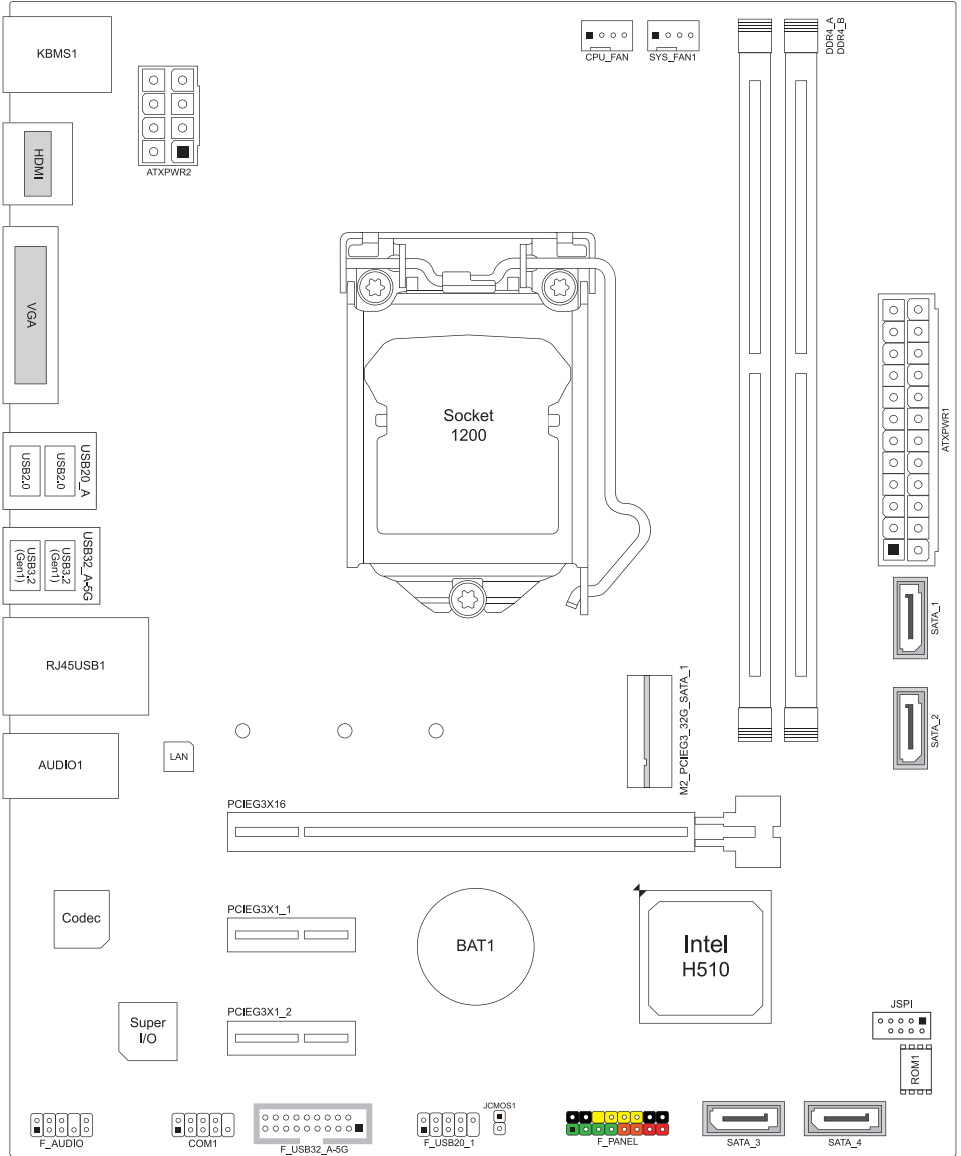 KBMS1
CPU_FAN
SYS_FAN1
DDR4_A
DDR4_B
ATXPWR2
HDMI
VGA
Socket
1200
ATXPWR1
USB20_A
USB2.0
USB2.0
USB32_A-5G
USB3.2
(Gen1)
USB3.2
(Gen1)
SATA_1
RJ45USB1
M2_PCIEG3_32G_SATA_1
SATA_2
LAN
AUDIO1
PCIEG3X16
Codec
PCIEG3X1_1
BAT1
Intel
H510
Super
I/O
PCIEG3X1_2
JSPI
ROM1
JCMOS1
F_AUDIO
COM1
F_USB32_A-5G
F_USB20_1
F_PANEL
SATA_3
SATA_4